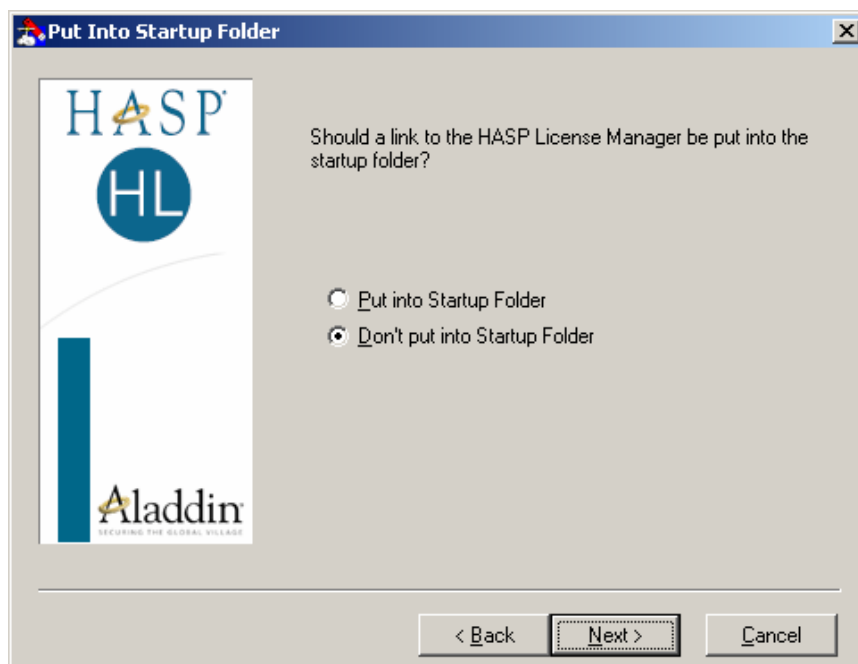 Put Into Startup Folder
HASP
HL
Should a link to the HASP License Manager be put into the
startup folder?
Put into Startup Folder
Don't put into Startup Folder
Aladdin
SECURING THE GLOBAL VILLAGE
< Back
Next >
Cancel